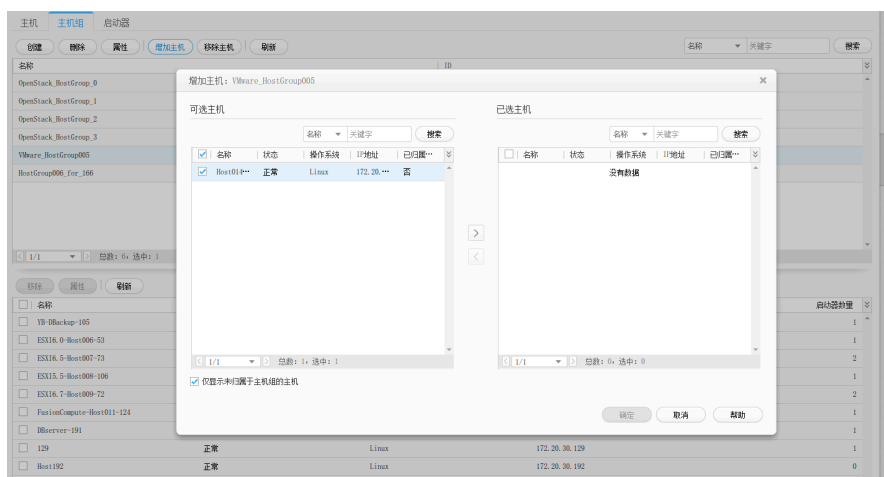 主机 主机组 启动器
创建 删除 属性 增加主机 移除主机 刷新 名称 关键字 搜索
名称 ID
OpenStack_HostGroup_0
OpenStack_HostGroup_1
OpenStack_HostGroup_2
OpenStack_HostGroup_3
VMware_HostGroup005
HostGroup006_for_166
1/1 总数: 6, 选中: 1
增加主机: VMware_HostGroup005
可选主机
名称 关键字 搜索
名称 状态 操作系统 IP地址 已归属…
Host014… 正常 Linux 172.20.… 否
1/1 总数: 1, 选中: 1
仅显示未归属于主机组的主机
已选主机
名称 关键字 搜索
名称 状态 操作系统 IP地址 已归属…
没有数据
1/1 总数: 0, 选中: 0
确定 取消 帮助
移除 属性 刷新
名称 启动器数量
YB-DBackup-105 1
ESX16.0-Host006-53 1
ESX16.5-Host007-73 2
ESX15.5-Host008-106 1
ESX16.7-Host009-72 2
FusionCompute-Host011-124 1
DBserver-191 1
129 正常 Linux 172.20.30.129 1
Host192 正常 Linux 172.20.30.192 0